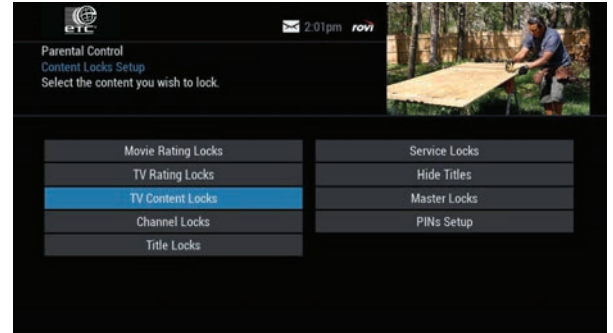 etc
2:01pm rovi
Parental Control
Content Locks Setup
Select the content you wish to lock.
Movie Rating Locks
Service Locks
TV Rating Locks
Hide Titles
TV Content Locks
Master Locks
Channel Locks
PINs Setup
Title Locks